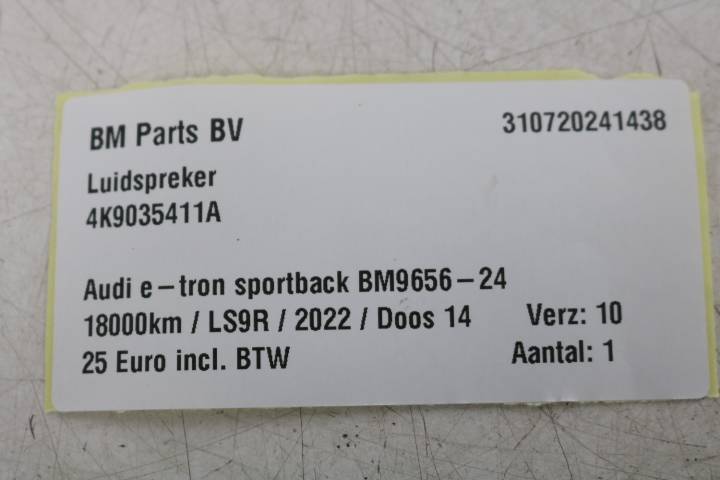 BM Parts BV 310720241438
Luidspreker
4K9035411A
Audi e-tron sportback BM9656-24
18000km / LS9R / 2022 / Doos 14 Verz: 10
25 Euro incl. BTW Aantal: 1